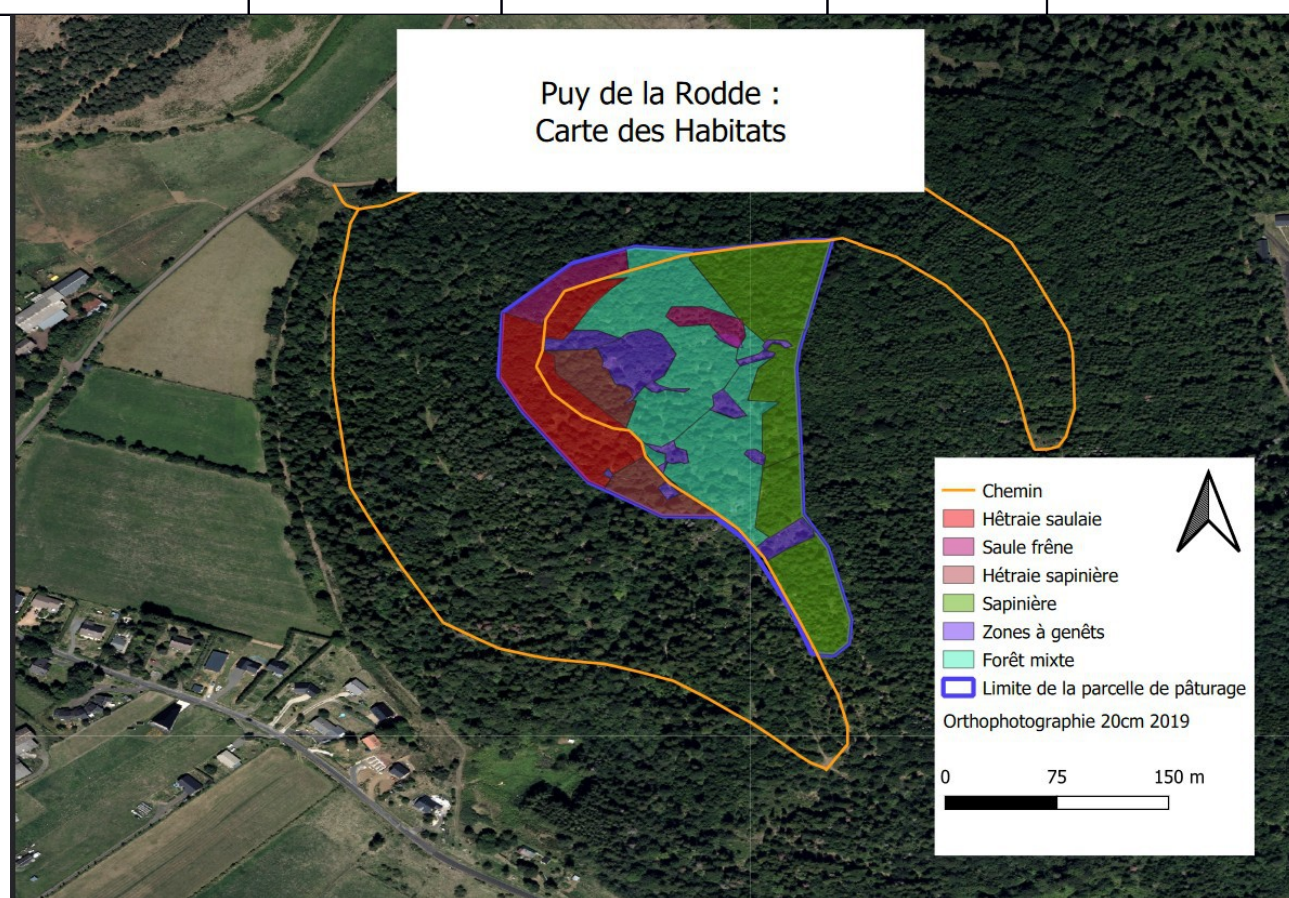 Puy de la Rodde :
Carte des Habitats
Chemin
Hêtraie saulaie
Saule frêne
Hétraie sapinière
Sapinière
Zones à genêts
Forêt mixte
Limite de la parcelle de pâturage
Orthophotographie 20cm 2019
0 75 150 m